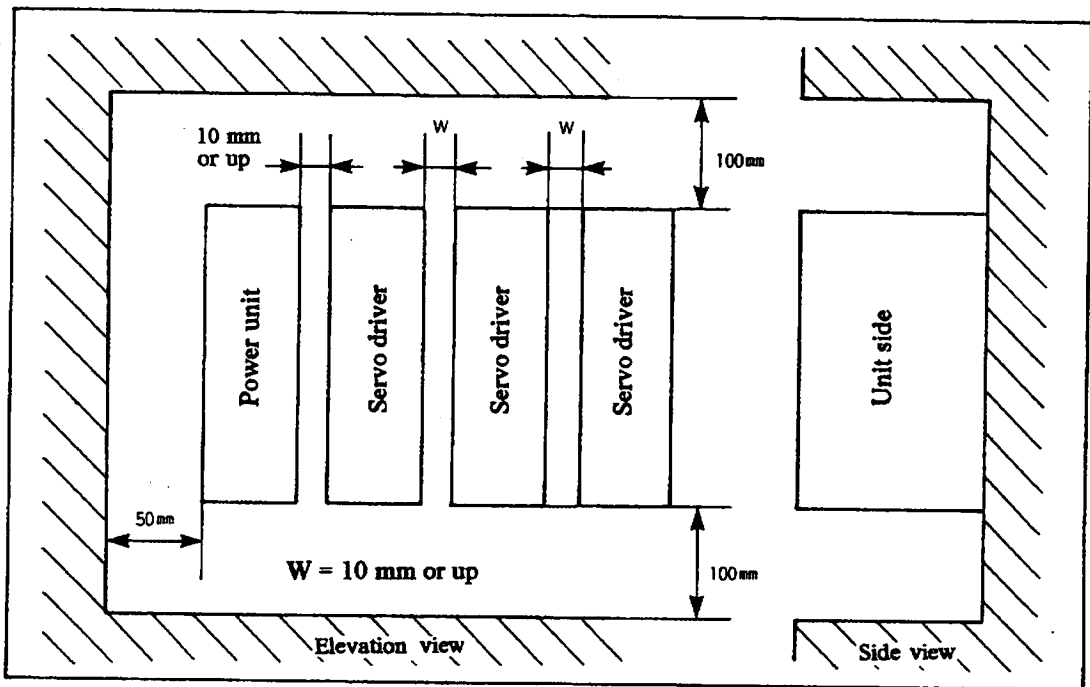 10 mm
or up
W
W
100mm
Power unit
Servo driver
Servo driver
Servo driver
Unit side
50mm
W = 10 mm or up
100mm
Elevation view
Side view